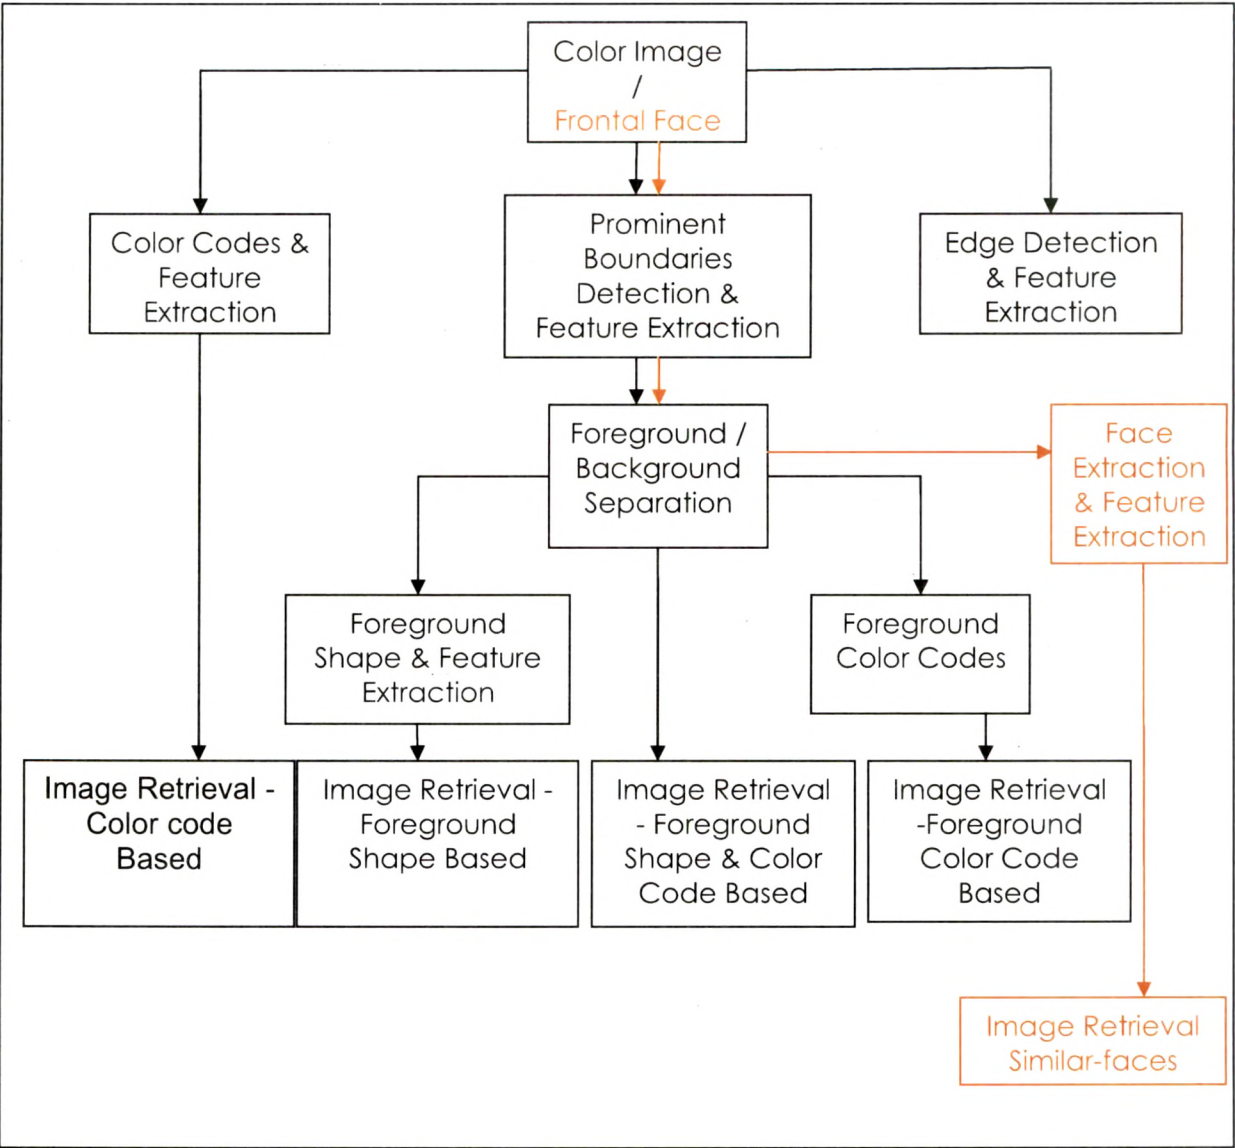 Color Image
/
Frontal Face
Color Codes &
Feature
Extraction
Prominent
Boundaries
Detection &
Feature Extraction
Edge Detection
& Feature
Extraction
Foreground /
Background
Separation
Face
Extraction
& Feature
Extraction
Foreground
Shape & Feature
Extraction
Foreground
Color Codes
Image Retrieval -
Color code
Based
Image Retrieval -
Foreground
Shape Based
Image Retrieval
- Foreground
Shape & Color
Code Based
Image Retrieval
-Foreground
Color Code
Based
Image Retrieval
Similar-faces